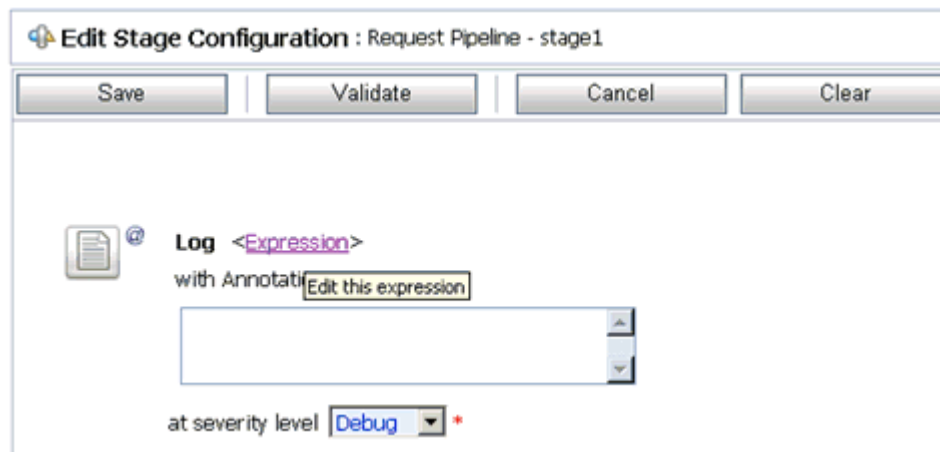 Edit Stage Configuration : Request Pipeline - stage1
Save Validate Cancel Clear
@ Log <Expression>
with Annotati
Edit this expression
at severity level Debug *